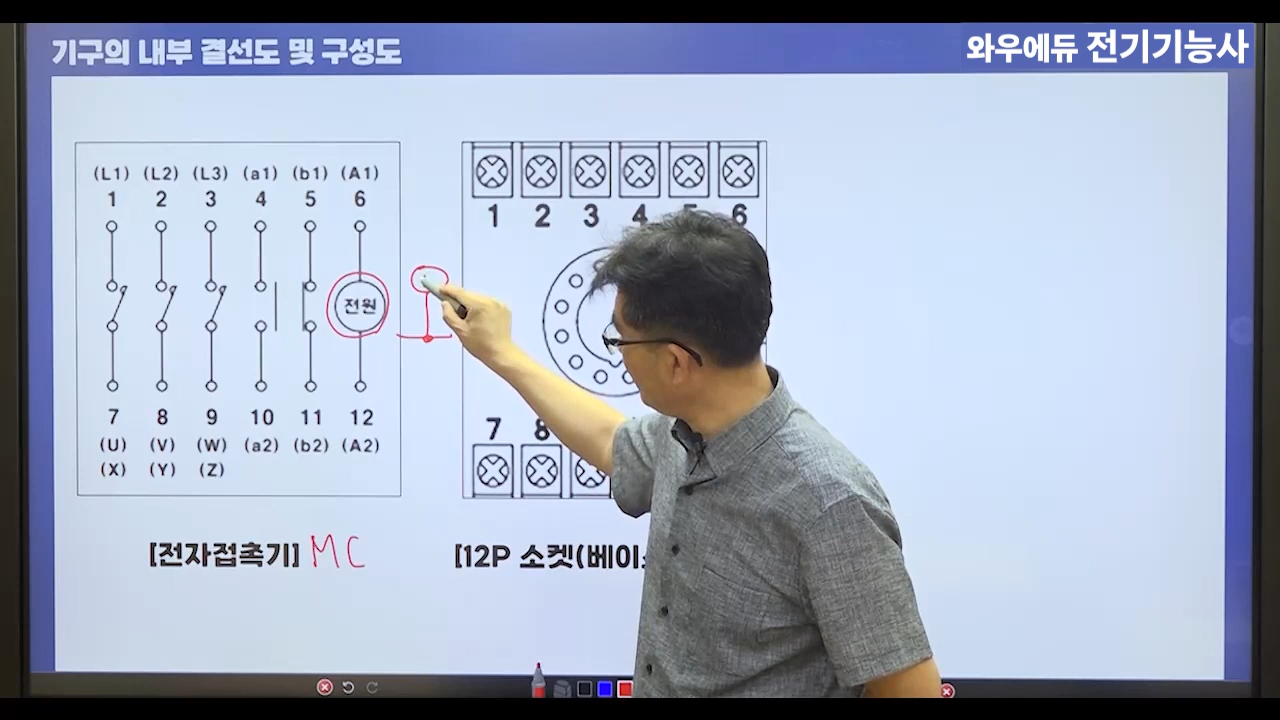 기구의 내부 결선도 및 구성도
와우에듀 전기기능사
(L1) (L2) (L3) (a1) (b1) (A1)
1 2 3 4 5 6
전원
7 8 9 10 11 12
(U) (V) (W) (a2) (b2) (A2)
(X) (Y) (Z)
[전자접촉기] MC
1 2 3 4 5 6
7 8
[12P 소켓(베이